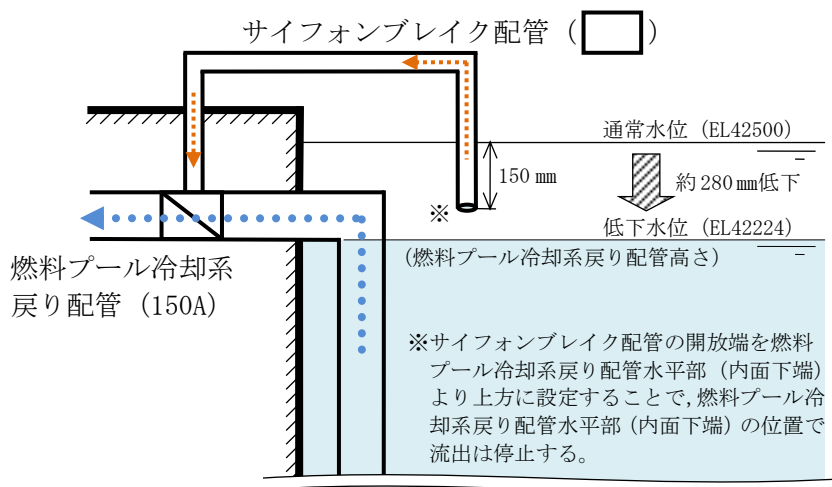 サイフォンブレイク配管（　　）
通常水位（EL42500）
150 mm
約280㎜低下
※
低下水位（EL42224）
(燃料プール冷却系戻り配管高さ）
燃料プール冷却系
戻り配管（150A）
※サイフォンブレイク配管の開放端を燃料
プール冷却系戻り配管水平部（内面下端）
より上方に設定することで,燃料プール冷
却系戻り配管水平部（内面下端）の位置で
流出は停止する。